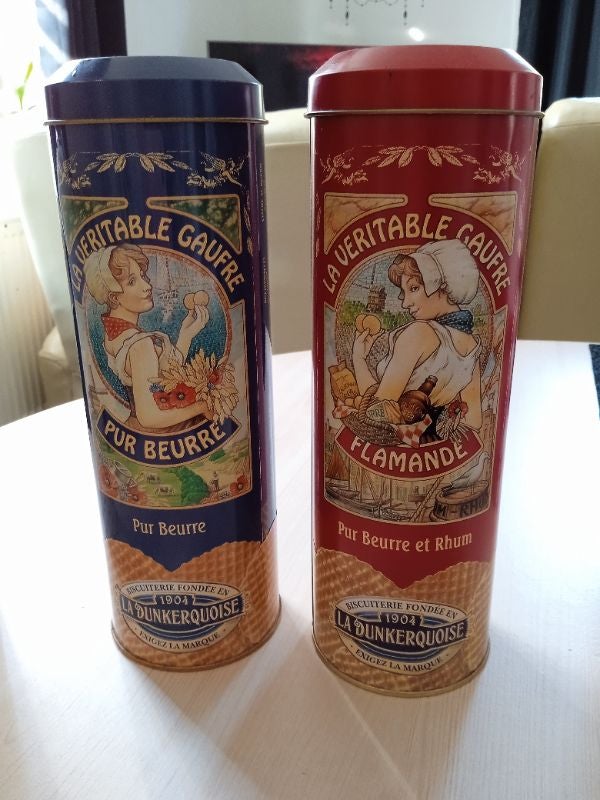 LA VERITABLE GAUFRE
PUR BEURRE
Pur Beurre
BISCUITERIE FONDÉE EN
1904
LA DUNKERQUOISE
- EXIGEZ LA MARQUE -
LA VERITABLE GAUFRE
FLAMANDE
M - RHU
Pur Beurre et Rhum
BISCUITERIE FONDÉE EN
1904
LA DUNKERQUOISE
- EXIGEZ LA MARQUE -